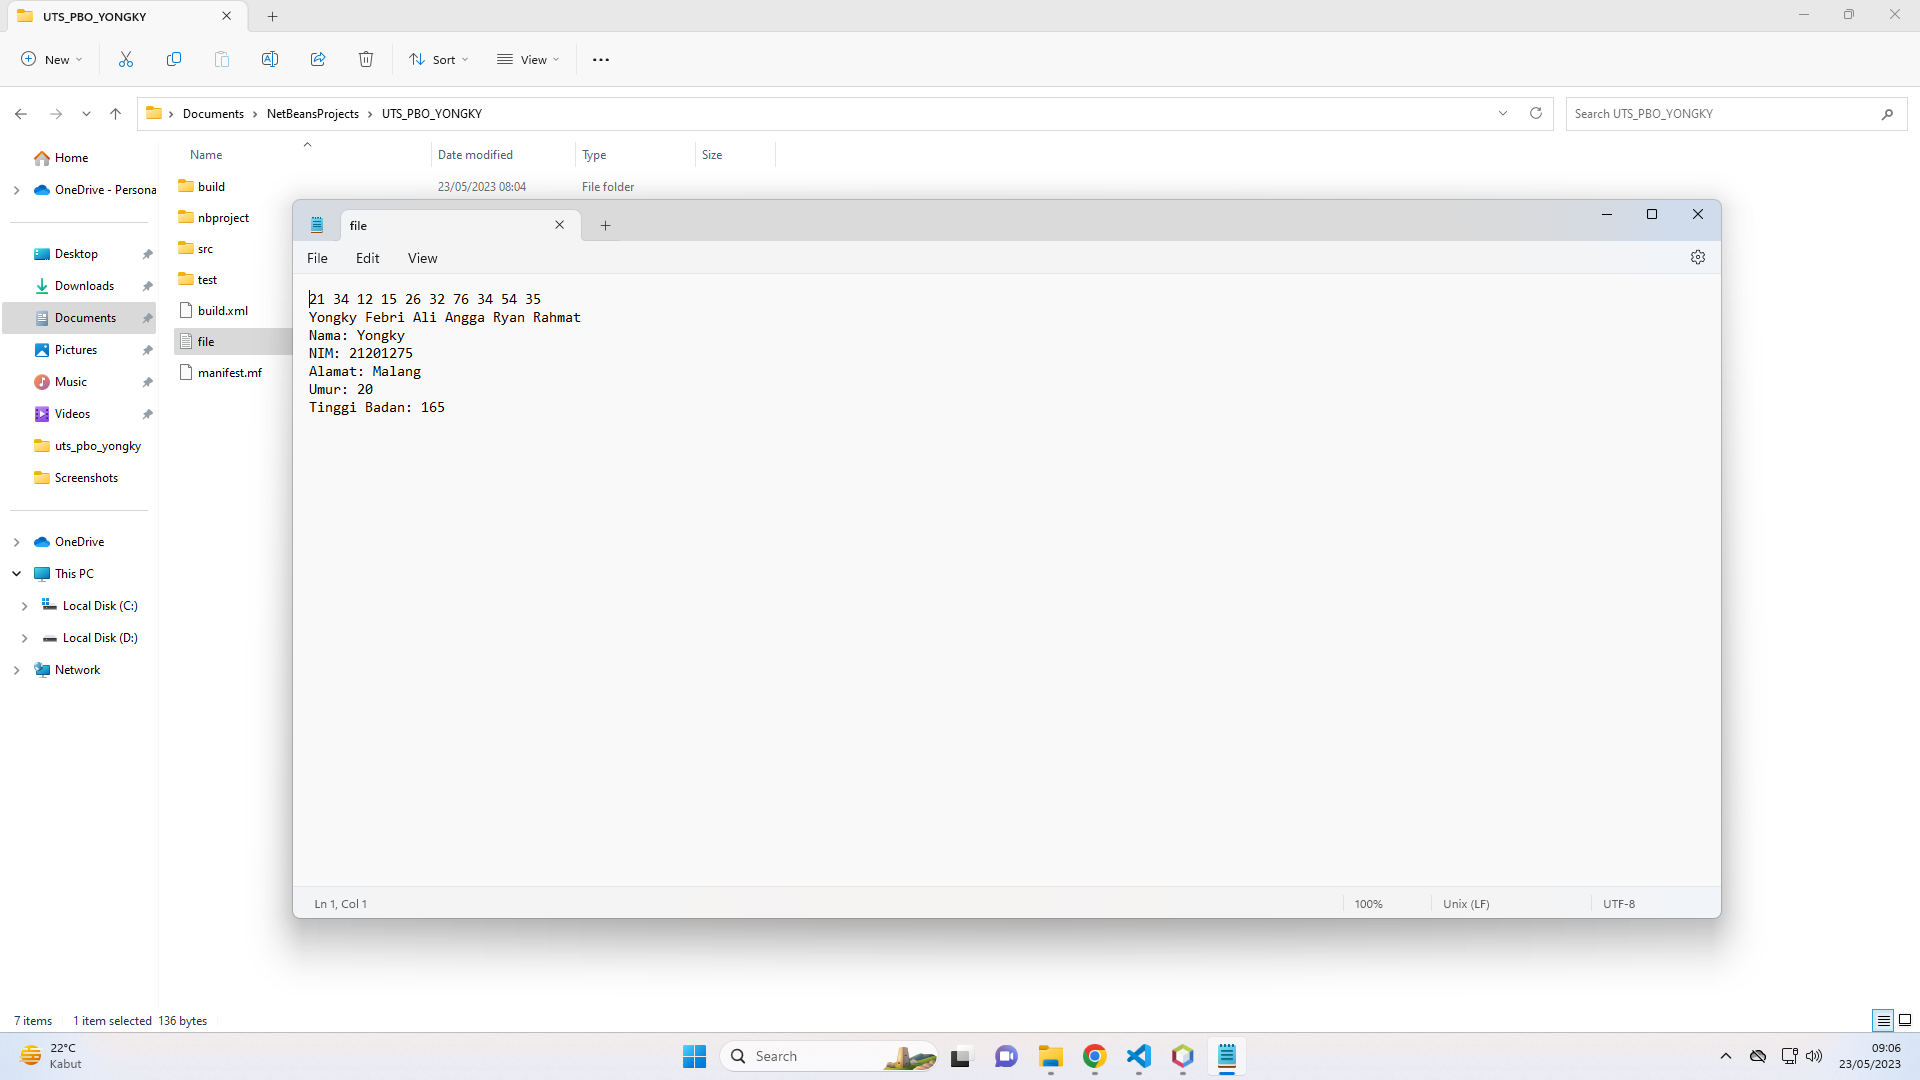 UTS_PBO_YONGKY
New
Sort
View
Documents
NetBeansProjects
UTS_PBO_YONGKY
Search UTS_PBO_YONGKY
Name
Date modified
Type
Size
Home
OneDrive - Persona
Desktop
Downloads
Documents
Pictures
Music
Videos
uts_pbo_yongky
Screenshots
OneDrive
This PC
Local Disk (C:)
Local Disk (D:)
Network
build
23/05/2023 08:04
File folder
nbproject
src
test
build.xml
file
manifest.mf
file
File
Edit
View
21 34 12 15 26 32 76 34 54 35
Yongky Febri Ali Angga Ryan Rahmat
Nama: Yongky
NIM: 21201275
Alamat: Malang
Umur: 20
Tinggi Badan: 165
Ln 1, Col 1
100%
Unix (LF)
UTF-8
7 items
1 item selected 136 bytes
22°C
Kabut
Search
09:06
23/05/2023